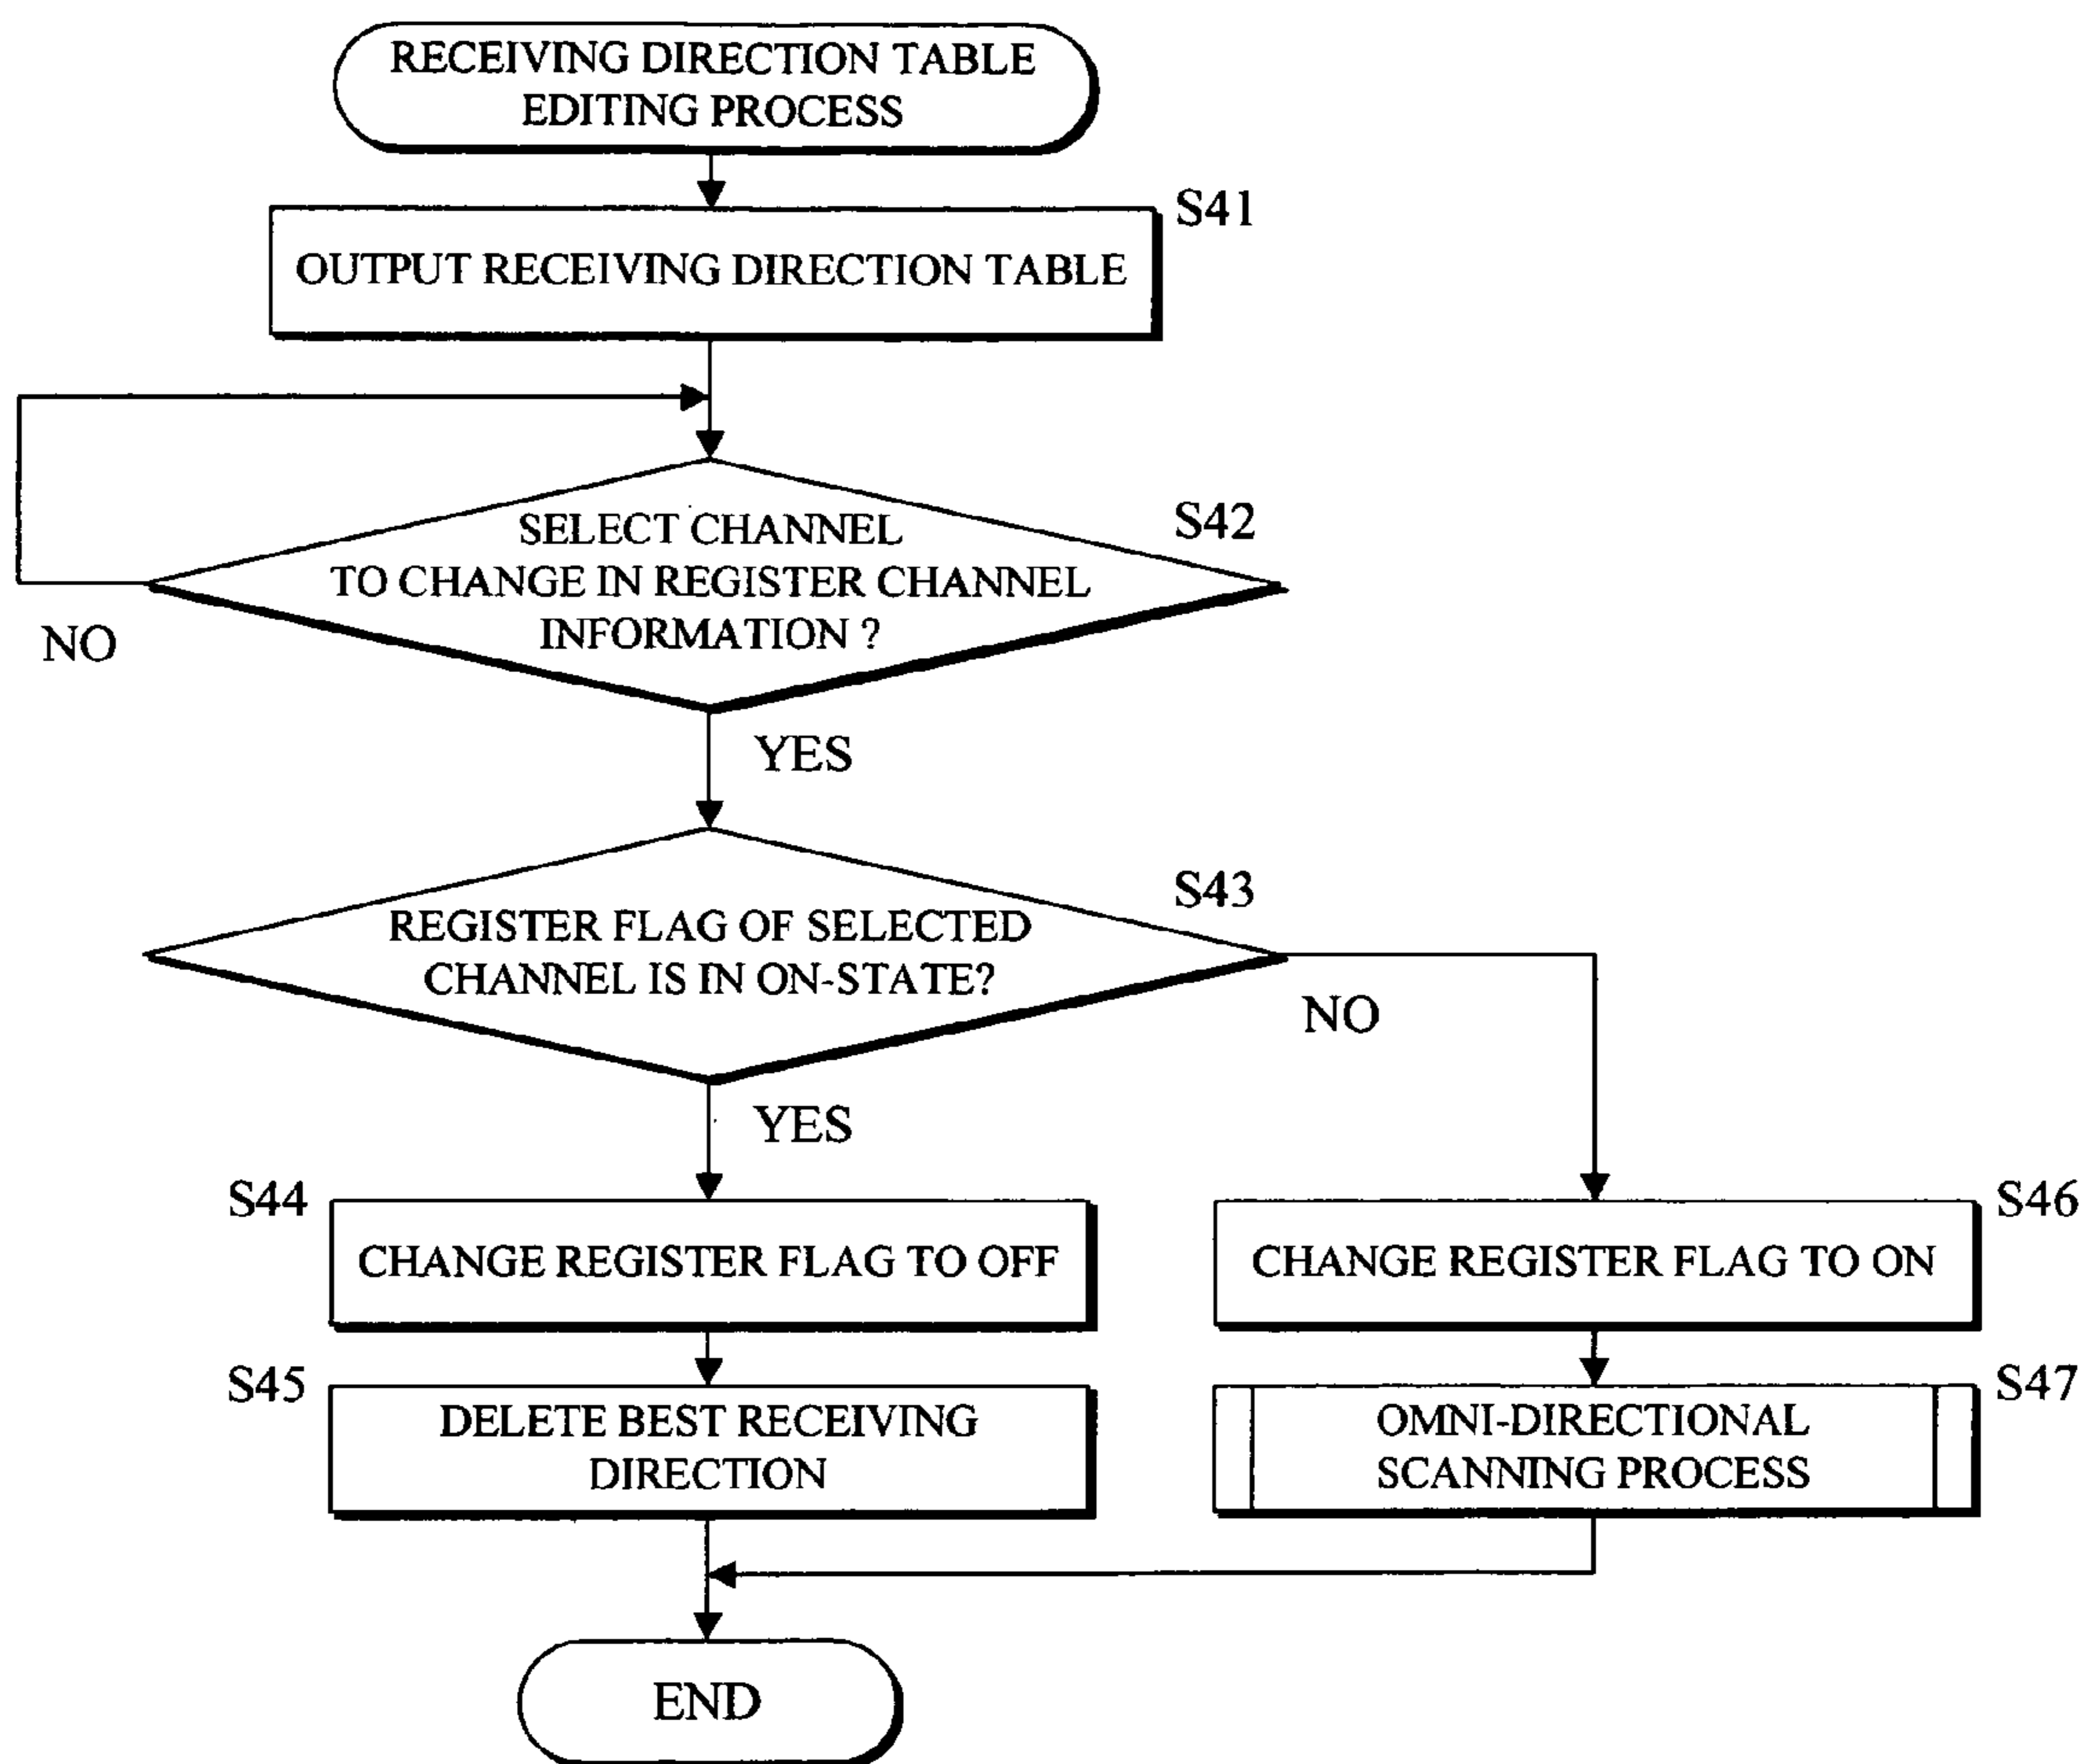 RECEIVING DIRECTION TABLE
EDITING PROCESS
S41
OUTPUT RECEIVING DIRECTION TABLE
S42
SELECT CHANNEL
TO CHANGE IN REGISTER CHANNEL
INFORMATION ?
NO
YES
S43
REGISTER FLAG OF SELECTED
CHANNEL IS IN ON-STATE?
NO
YES
S44
CHANGE REGISTER FLAG TO OFF
S46
CHANGE REGISTER FLAG TO ON
S45
DELETE BEST RECEIVING
DIRECTION
S47
OMNI-DIRECTIONAL
SCANNING PROCESS
END